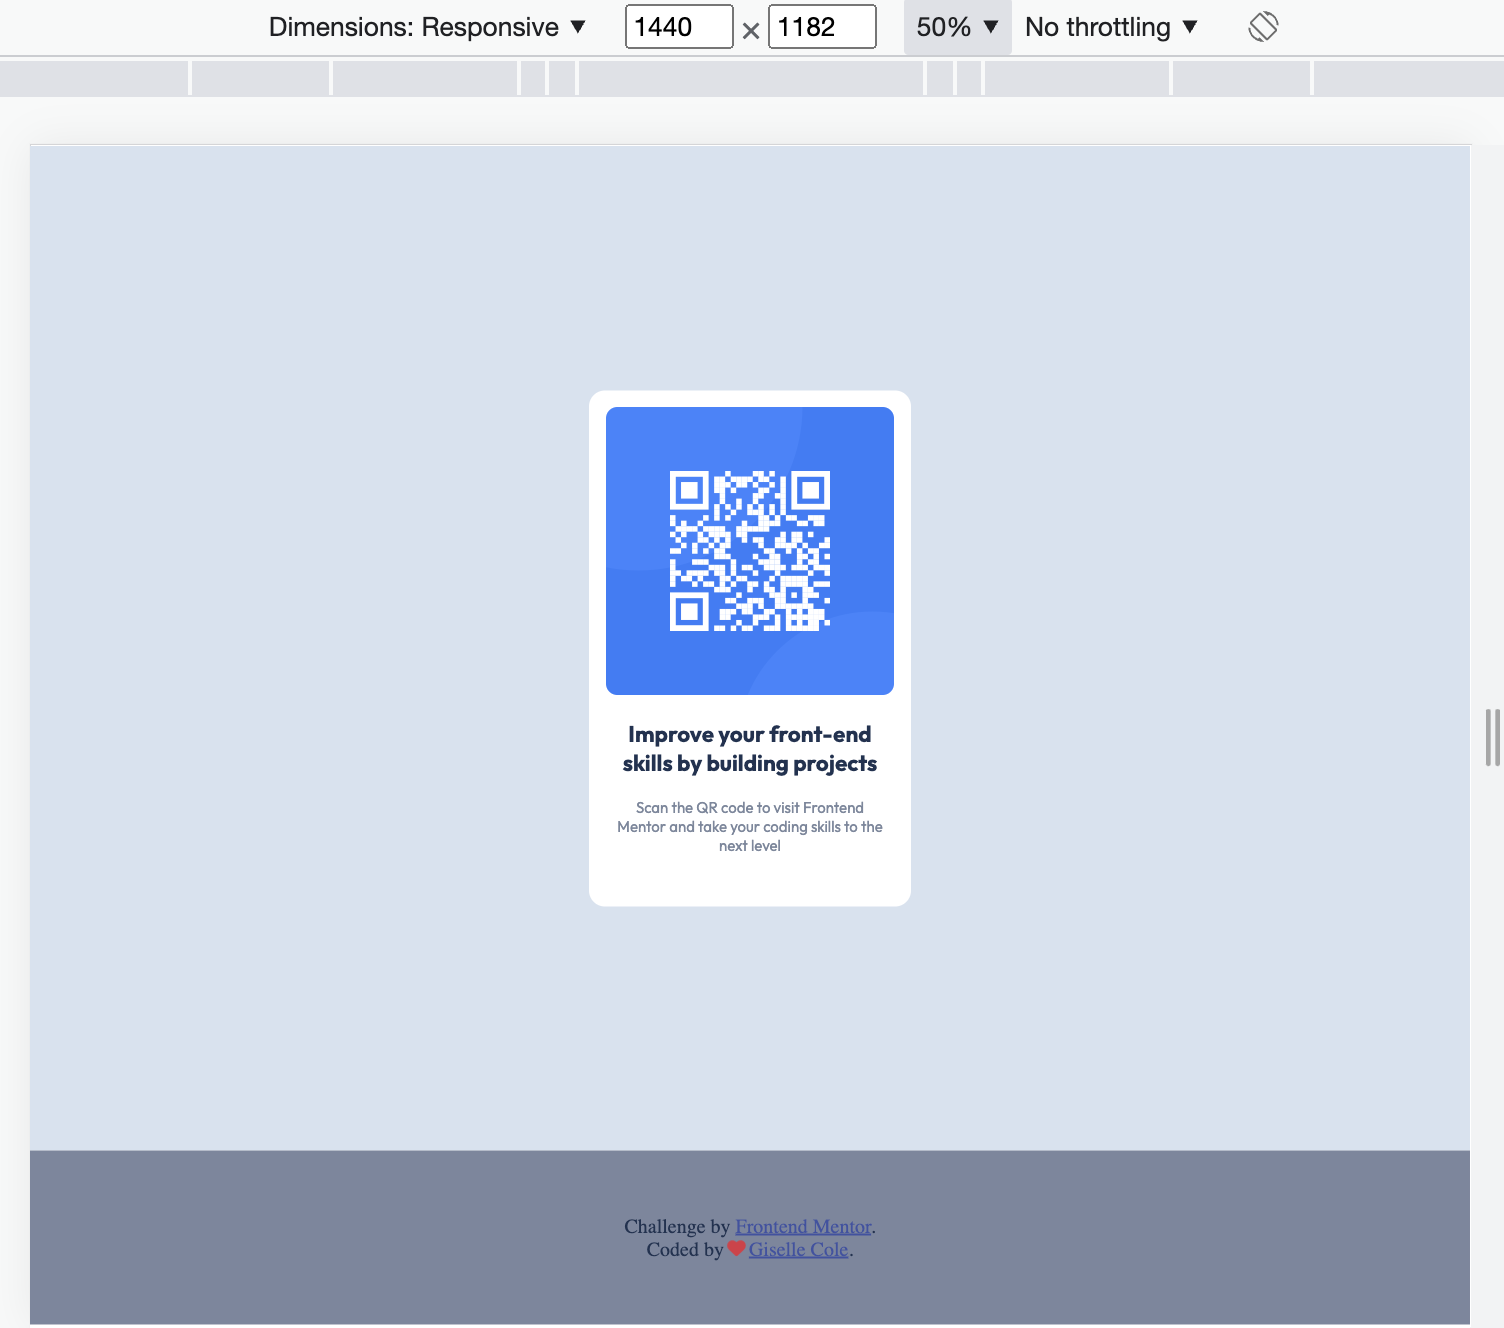 Dimensions: Responsive ▼ 1440 × 1182 50% ▼ No throttling ▼
Improve your front-end
skills by building projects
Scan the QR code to visit Frontend
Mentor and take your coding skills to the
next level
Challenge by Frontend Mentor.
Coded by ❤ Giselle Cole.